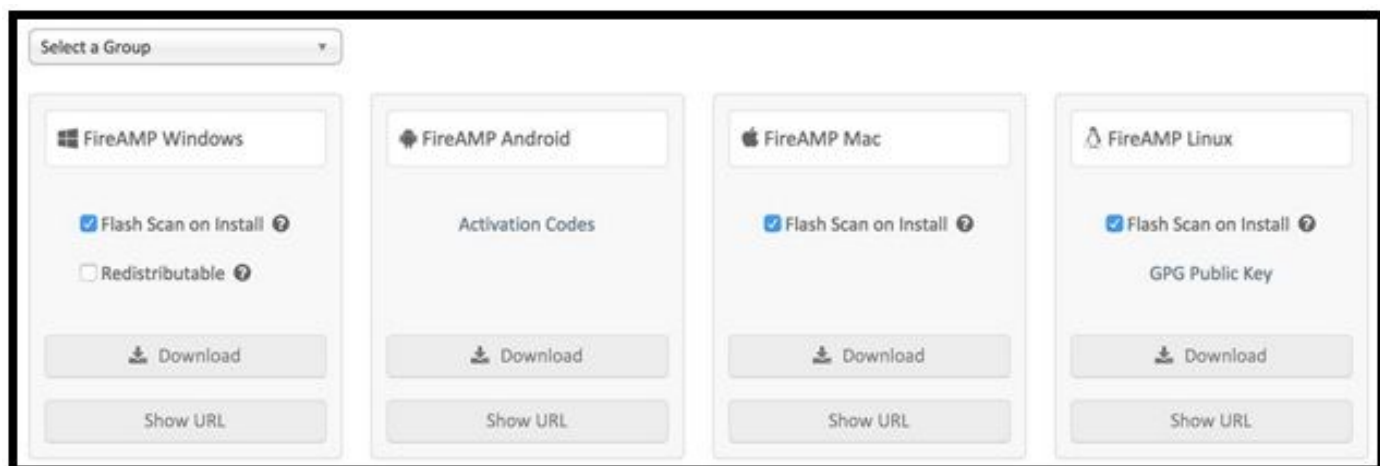 Select a Group
FireAMP Windows
Flash Scan on Install
Redistributable
Download
Show URL
FireAMP Android
Activation Codes
Download
Show URL
FireAMP Mac
Flash Scan on Install
Download
Show URL
FireAMP Linux
Flash Scan on Install
GPG Public Key
Download
Show URL